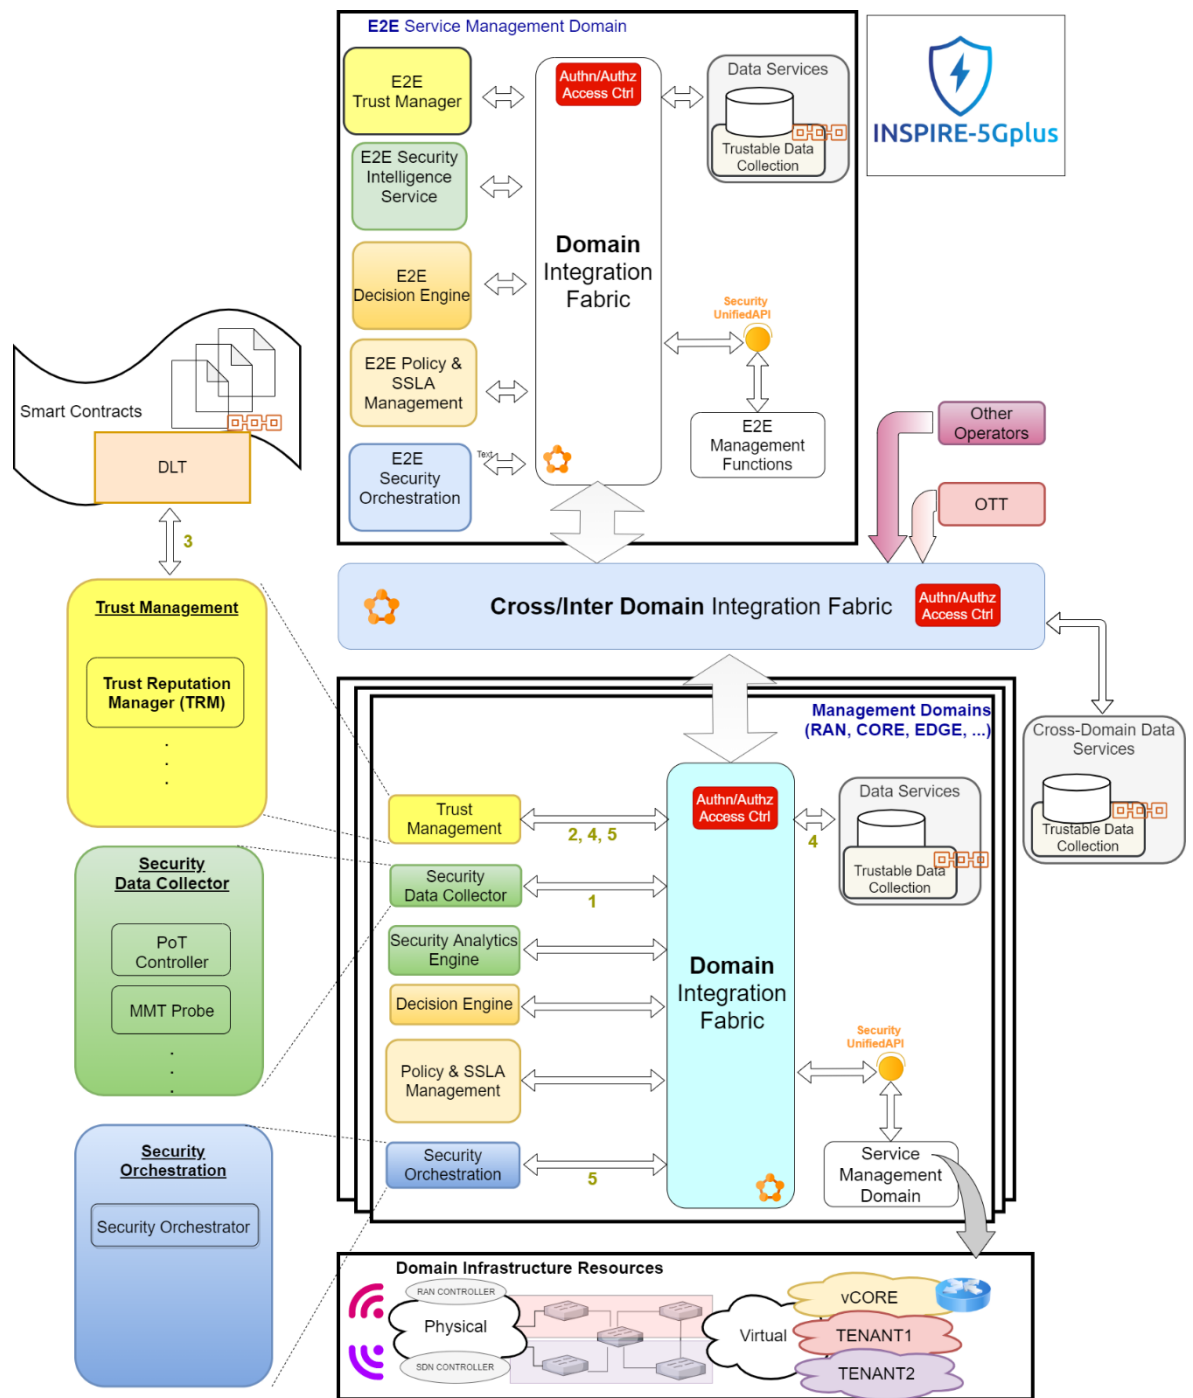 E2E Service Management Domain
E2E
Trust Manager
Authn/Authz
Access Ctrl
Data Services
Trustable Data
Collection
INSPIRE-5Gplus
E2E Security
Intelligence
Service
E2E
Decision Engine
Domain
Integration
Fabric
Security
UnifiedAPI
E2E Policy &
SSLA
Management
E2E
Security
Orchestration
Text
E2E
Management
Functions
Smart Contracts
DLT
3
Other
Operators
OTT
Cross/Inter Domain Integration Fabric
Authn/Authz
Access Ctrl
Trust Management
Trust Reputation
Manager (TRM)
.
.
.
Management Domains
(RAN, CORE, EDGE, ...)
Cross-Domain Data
Services
Trustable Data
Collection
Trust
Management
2, 4, 5
Authn/Authz
Access Ctrl
4
Data Services
Trustable Data
Collection
Security
Data Collector
PoT
Controller
MMT Probe
.
.
.
Security
Data Collector
1
Security Analytics
Engine
Decision Engine
Domain
Integration
Fabric
Policy & SSLA
Management
Security
UnifiedAPI
Security
Orchestration
5
Service
Management
Domain
Security
Orchestration
Security Orchestrator
Domain Infrastructure Resources
RAN CONTROLLER
Physical
SDN CONTROLLER
Virtual
vCORE
TENANT1
TENANT2